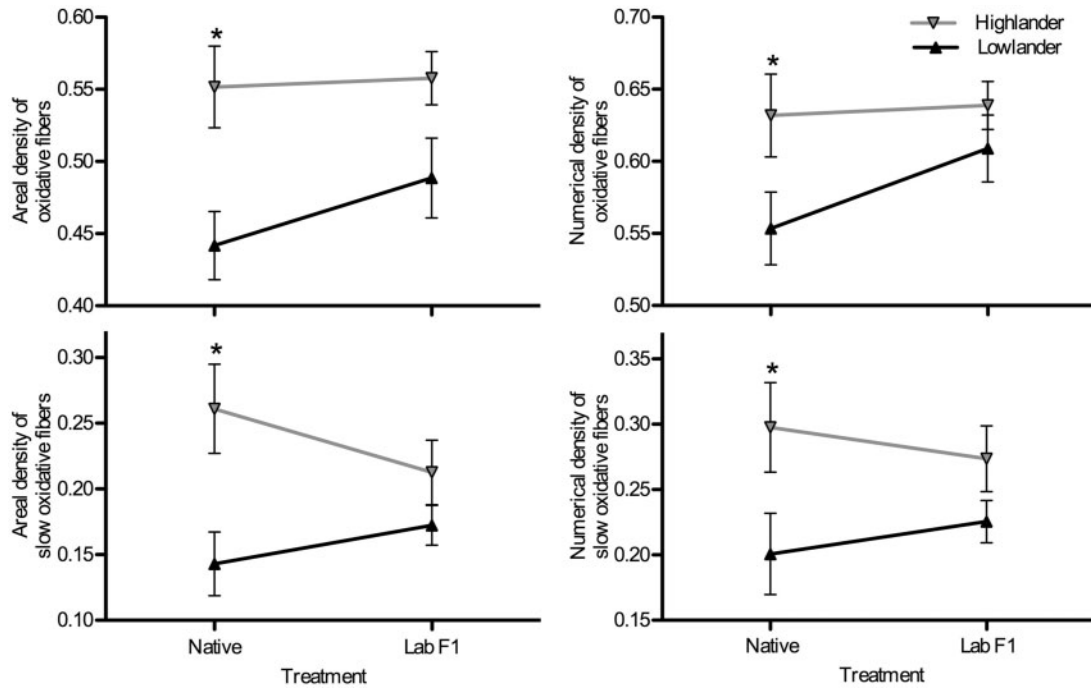 Areal density of
oxidative fibers
0.60
0.55
0.50
0.45
0.40
*
Numerical density of
oxidative fibers
0.70
0.65
0.60
0.55
0.50
*
Highlander
Lowlander
Areal density of
slow oxidative fibers
0.30
0.25
0.20
0.15
0.10
*
Native
Lab F1
Treatment
Numerical density of
slow oxidative fibers
0.35
0.30
0.25
0.20
0.15
*
Native
Lab F1
Treatment